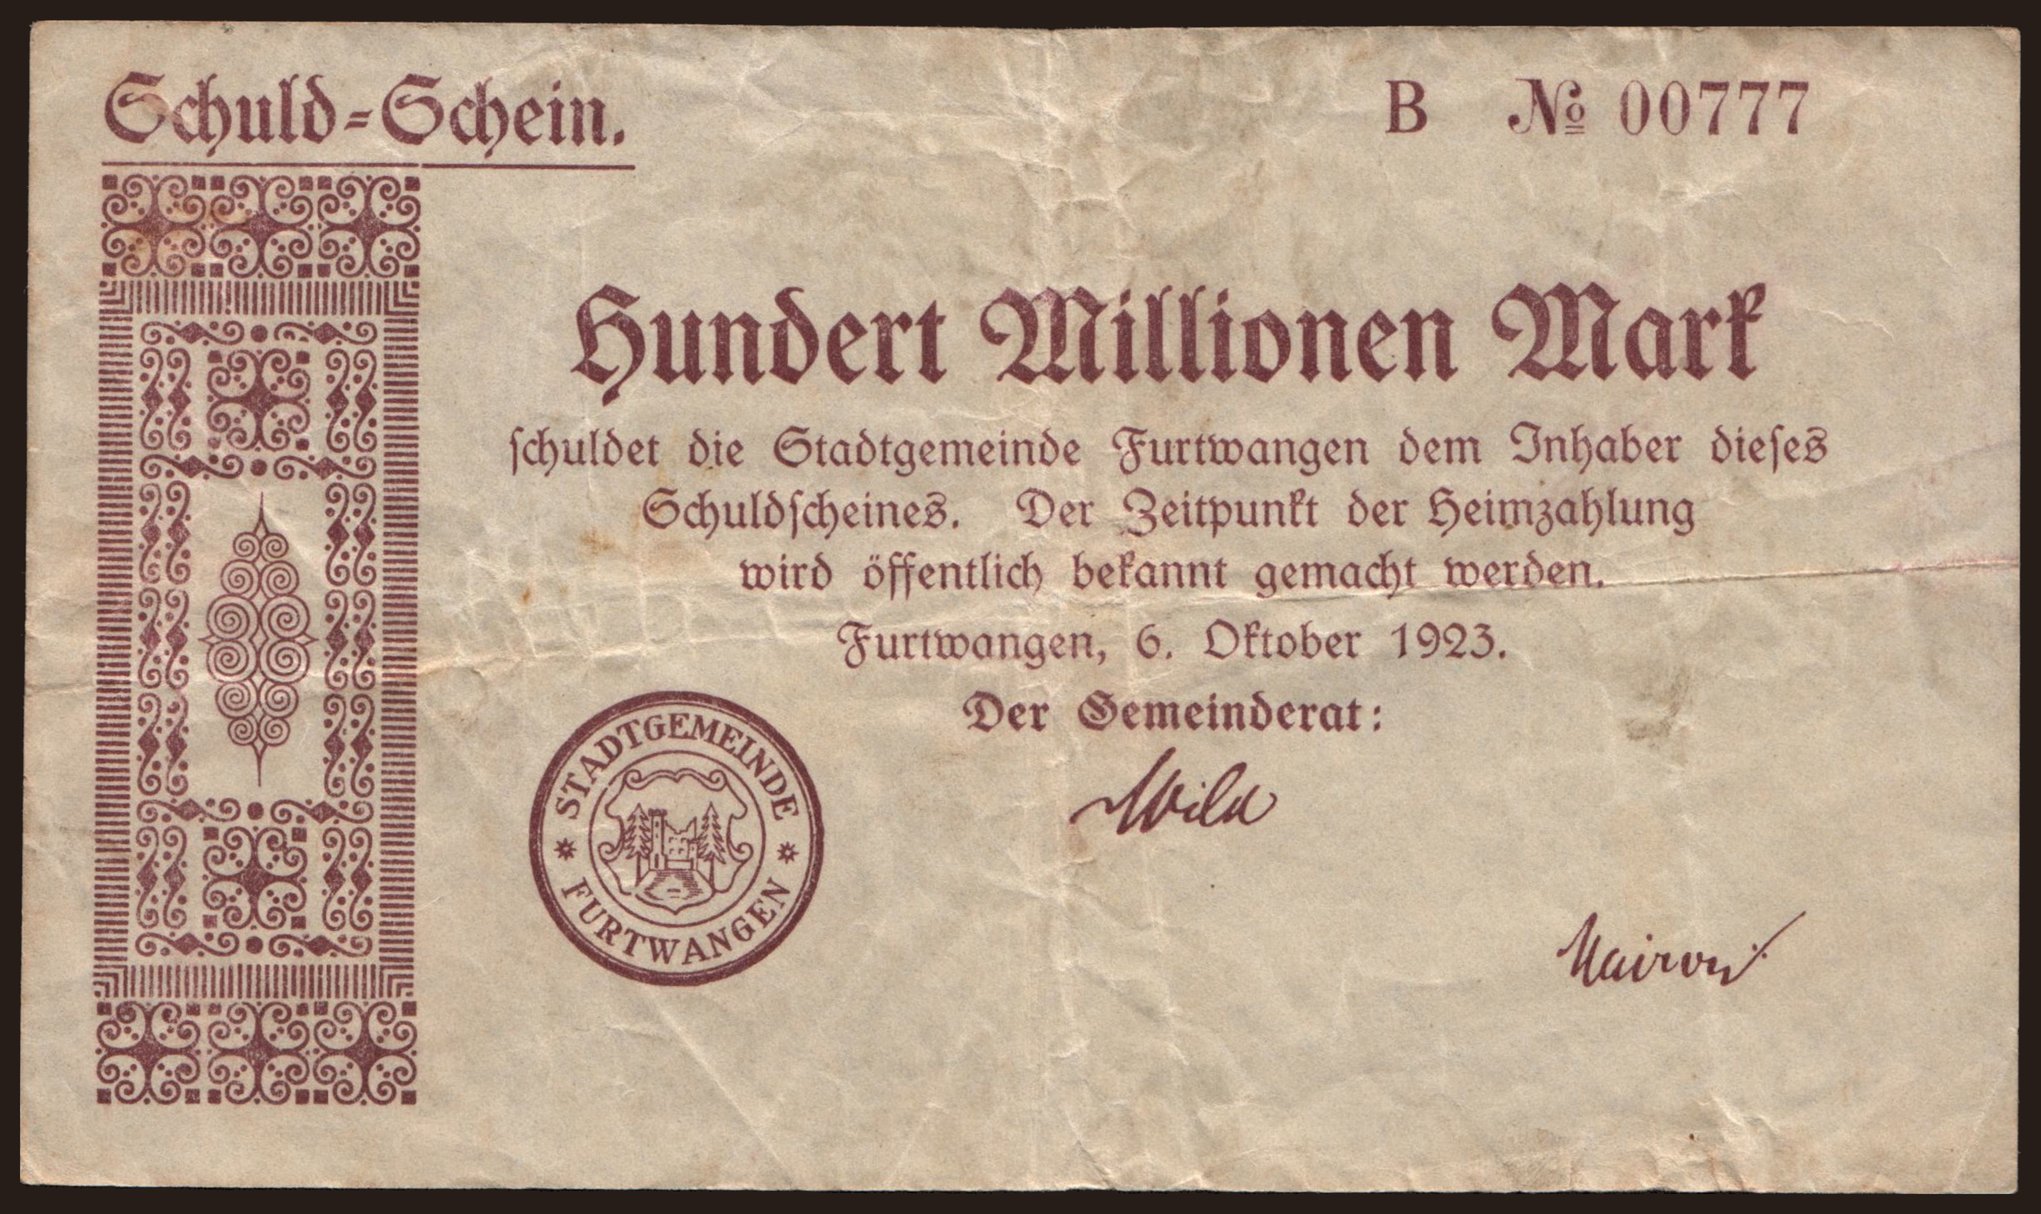 Schuld-Schein.
B № 00777
Hundert Millionen Mark
schuldet die Stadtgemeinde Furtwangen dem Inhaber dieses
Schuldscheines. Der Zeitpunkt der Heimzahlung
wird öffentlich bekannt gemacht werden.
Furtwangen, 6. Oktober 1923.
Der Gemeinderat:
STADTGEMEINDE
* FURTWANGEN *